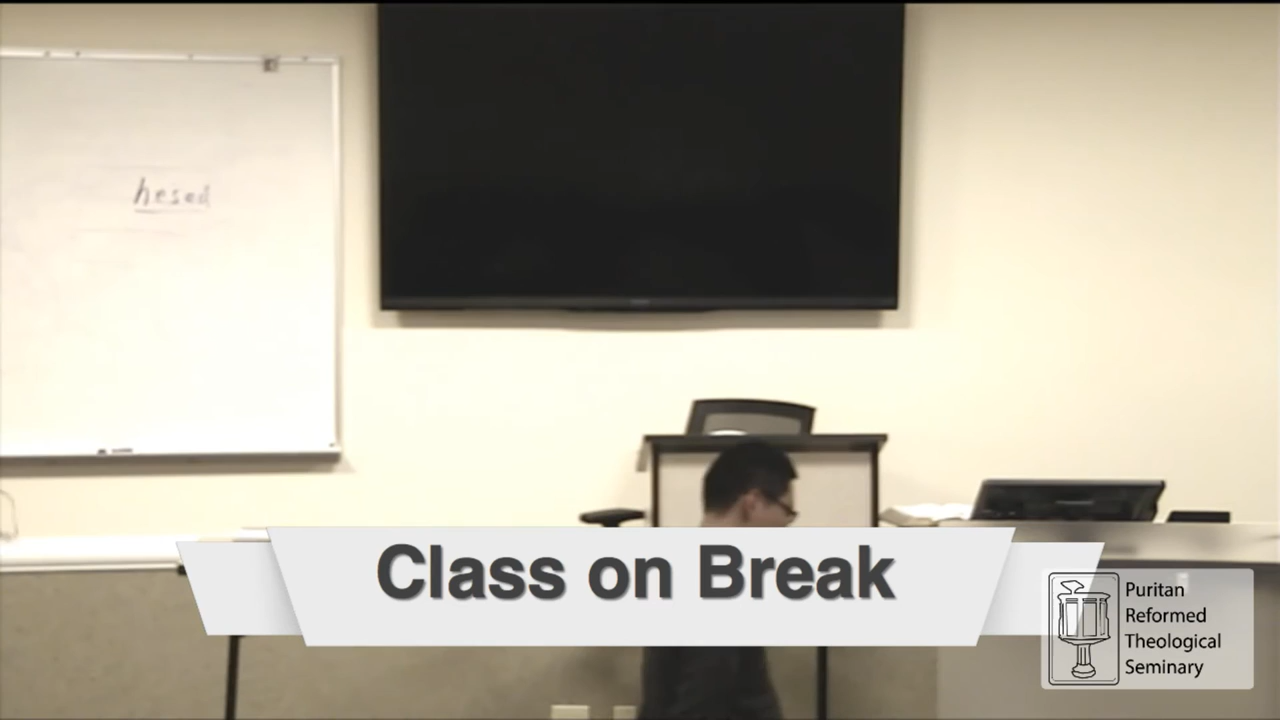 hesed
Class on Break
Puritan
Reformed
Theological
Seminary